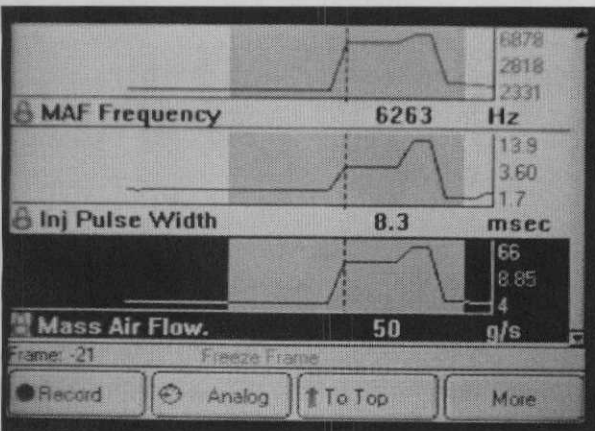 6878
2818
2331
MAF Frequency 6263 Hz
13.9
3.60
1.7
Inj Pulse Width 8.3 msec
66
8.85
4
Mass Air Flow. 50 g/s
Frame: -21 Freeze Frame
Record Analog To Top More